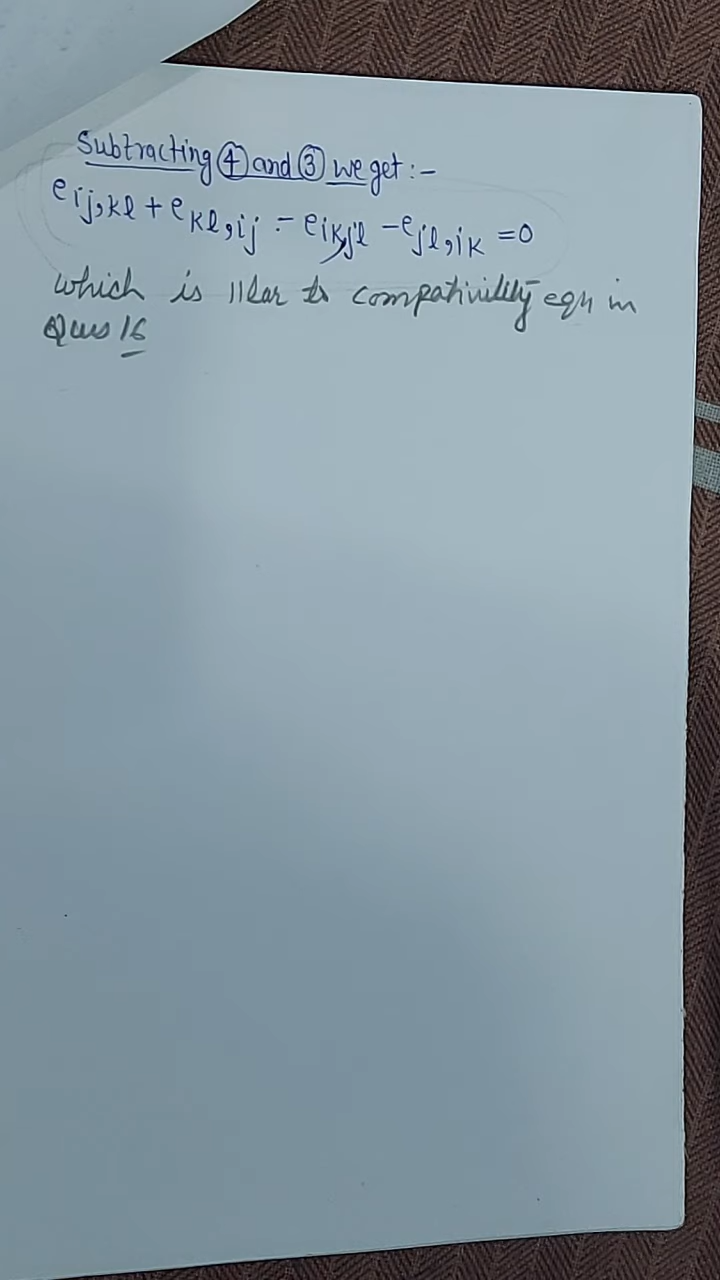 Subtracting ④ and ③ we get :-
eij,kl + ekl,ij - eik,jl - ejl,ik = 0
which is 11lar to compativility eqn in
Ques 16